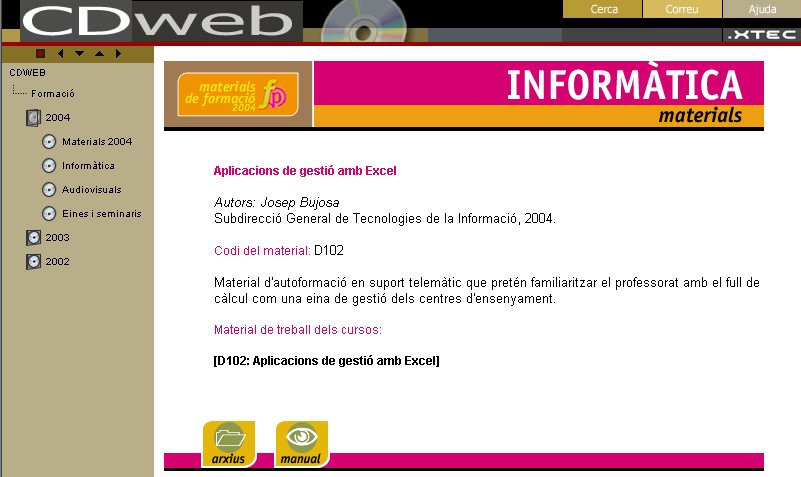 CDweb
Cerca
Correu
Ajuda
.XTEC
CDWEB
Formació
2004
Materials 2004
Informàtica
Audiovisuals
Eines i seminaris
2003
2002
materials
de formació
2004
fp
INFORMÀTICA
materials
Aplicacions de gestió amb Excel
Autors: Josep Bujosa
Subdirecció General de Tecnologies de la Informació, 2004.
Codi del material: D102
Material d'autoformació en suport telemàtic que pretén familiaritzar el professorat amb el full de
càlcul com una eina de gestió dels centres d'ensenyament.
Material de treball dels cursos:
[D102: Aplicacions de gestió amb Excel]
arxius
manual